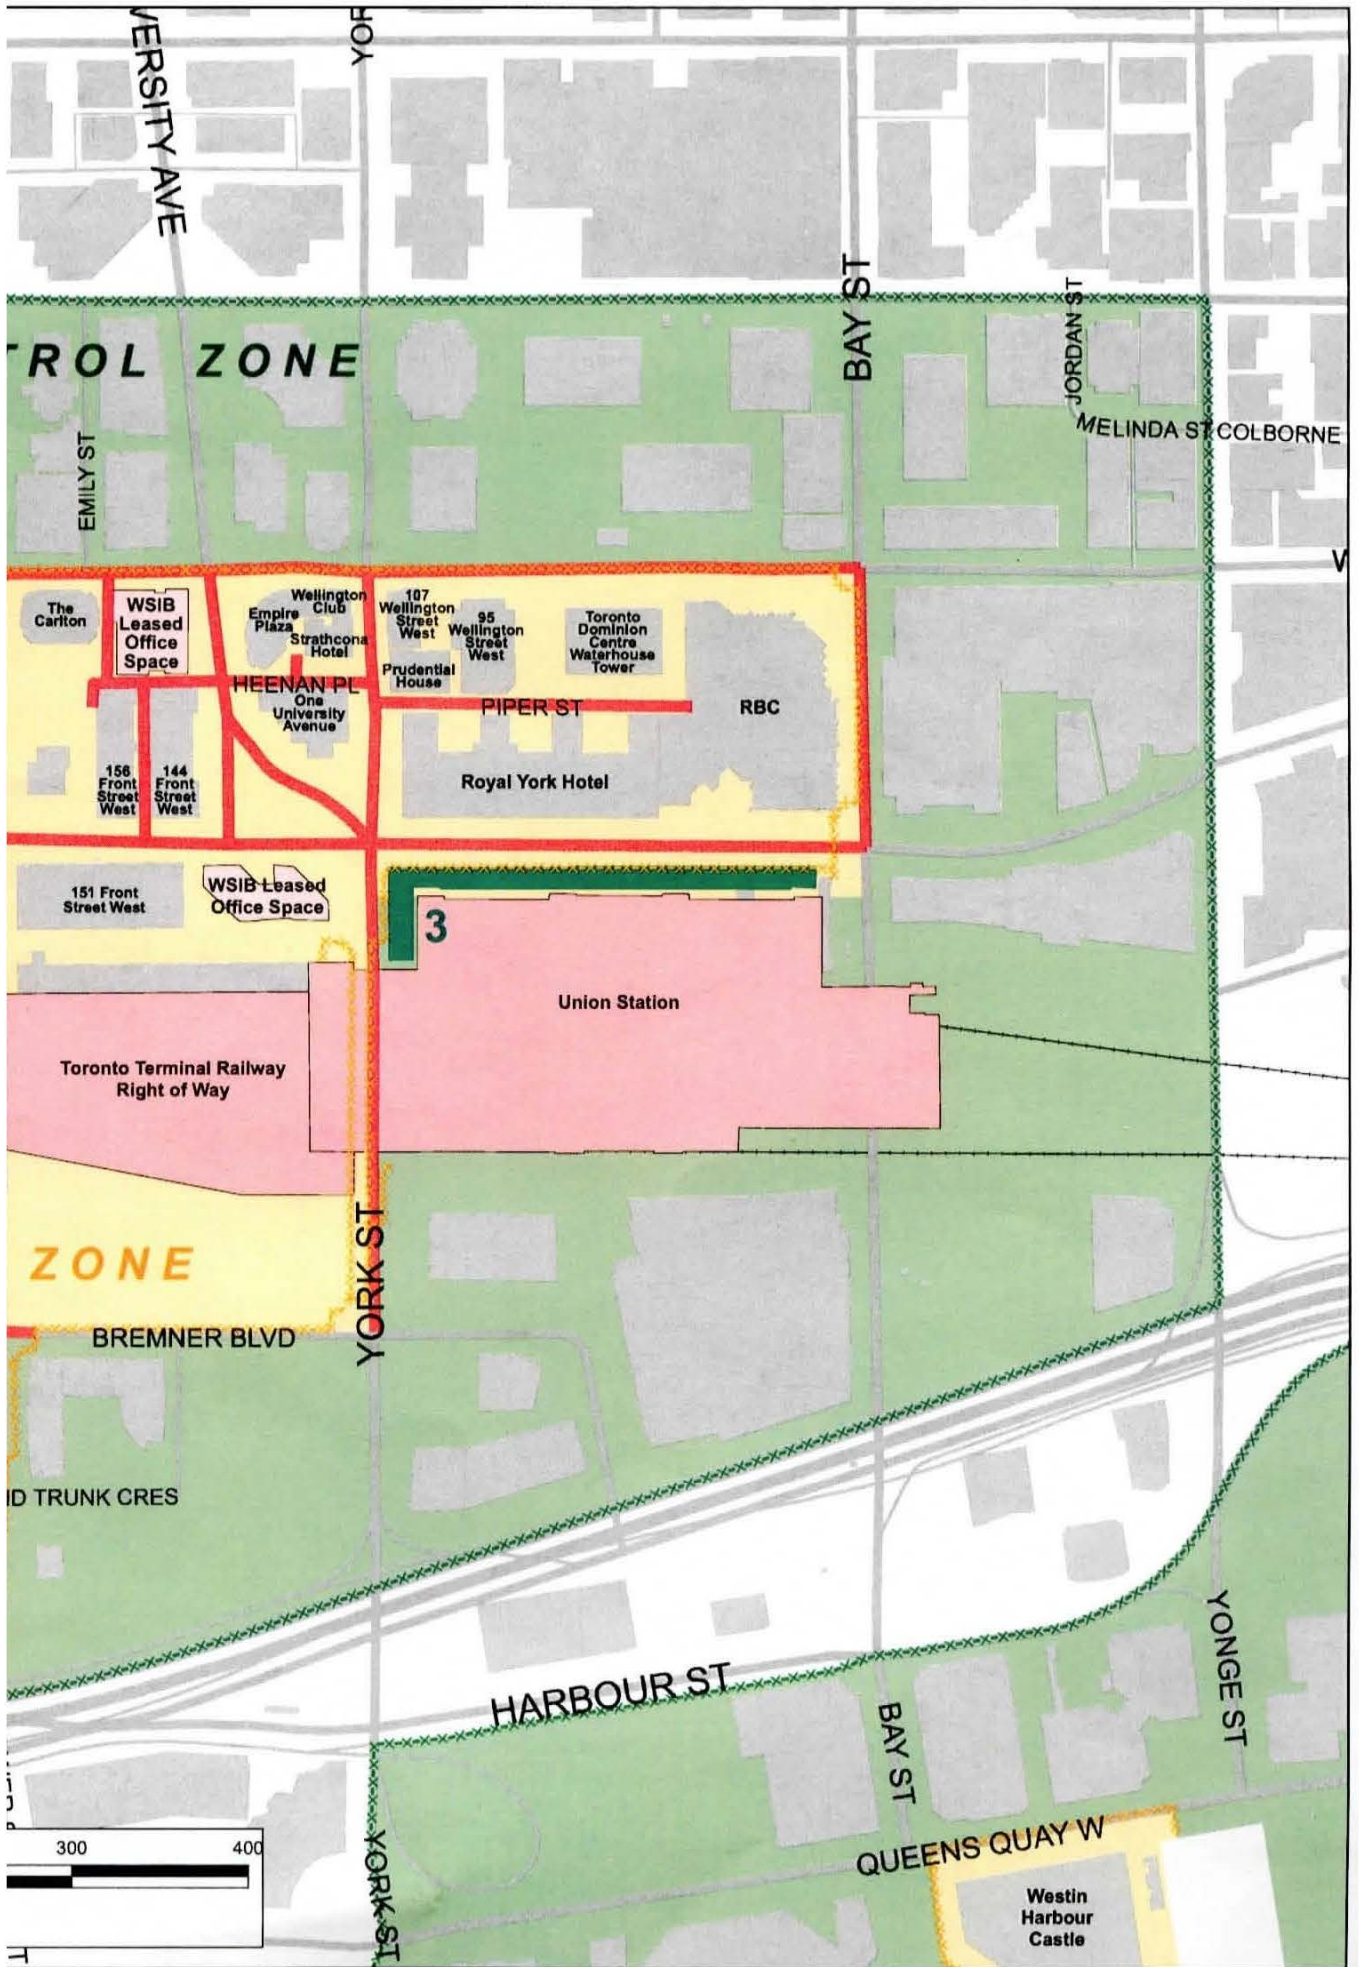 VERSITY AVE
YOR
BAY ST
JORDAN ST
TROL ZONE
EMILY ST
MELINDA ST
COLBORNE
W
The
Carlton
WSIB
Leased
Office
Space
Empire
Plaza
Wellington
Club
Strathcona
Hotel
107
Wellington
Street
West
95
Wellington
Street
West
Toronto
Dominion
Centre
Waterhouse
Tower
Prudential
House
HEENAN PL
One
University
Avenue
PIPER ST
RBC
156
Front
Street
West
144
Front
Street
West
Royal York Hotel
151 Front
Street West
WSIB Leased
Office Space
3
Union Station
Toronto Terminal Railway
Right of Way
ZONE
YORK ST
BREMNER BLVD
ID TRUNK CRES
HARBOUR ST
YONGE ST
BAY ST
QUEENS QUAY W
YORK ST
300
400
Westin
Harbour
Castle
T